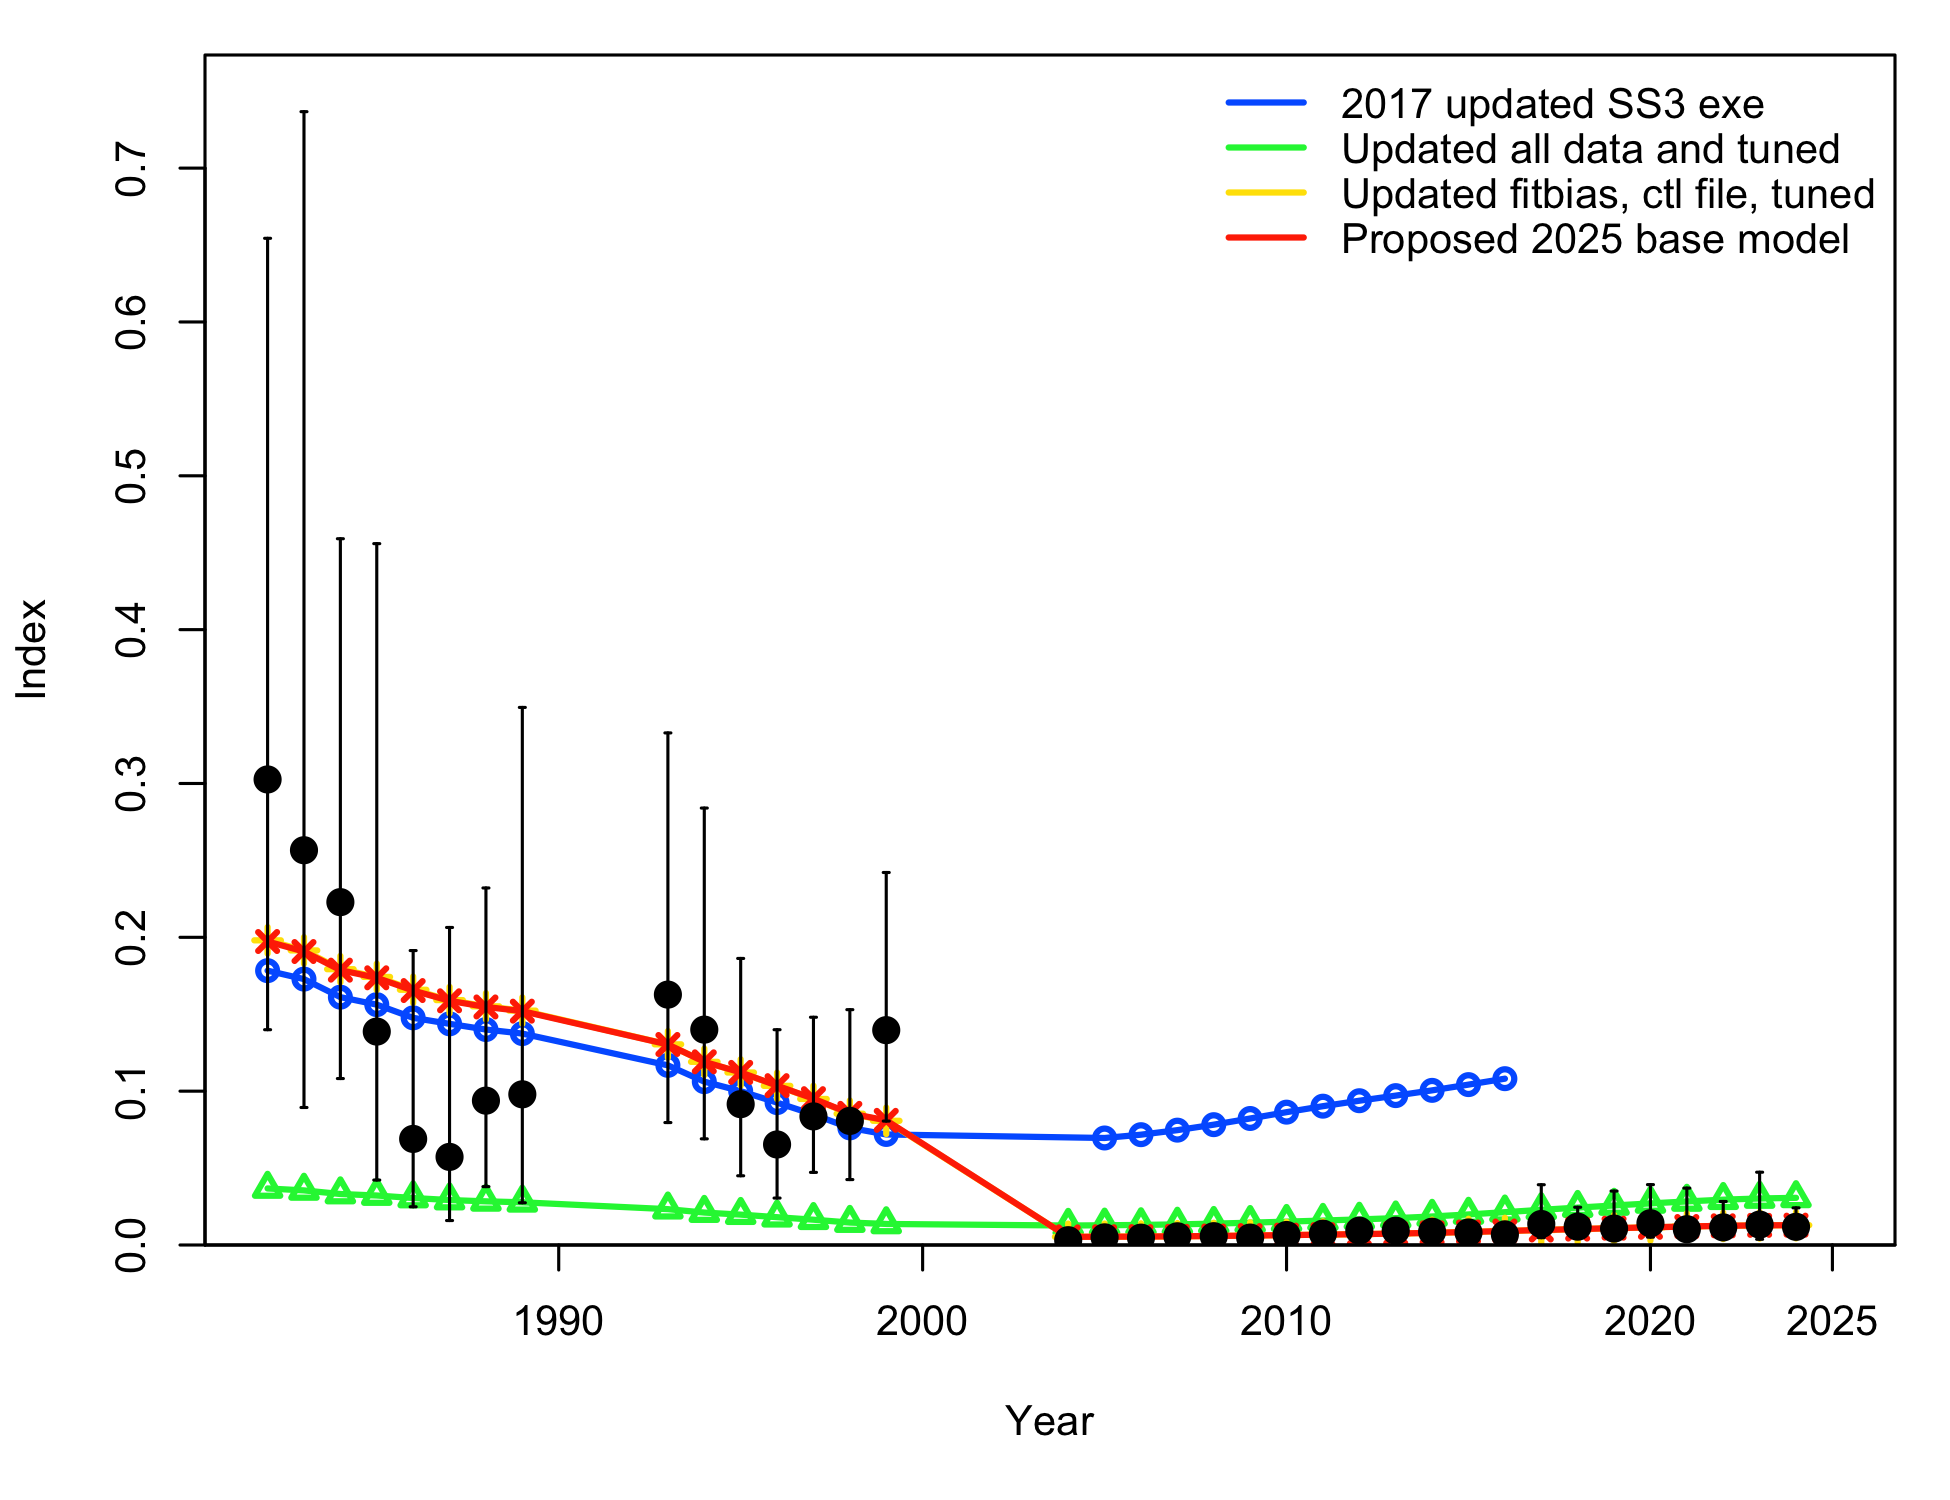 2017 updated SS3 exe
Updated all data and tuned
Updated fitbias, ctl file, tuned
Proposed 2025 base model
0.7
0.6
0.5
0.4
0.3
0.2
0.1
0.0
Index
1990 2000 2010 2020 2025
Year